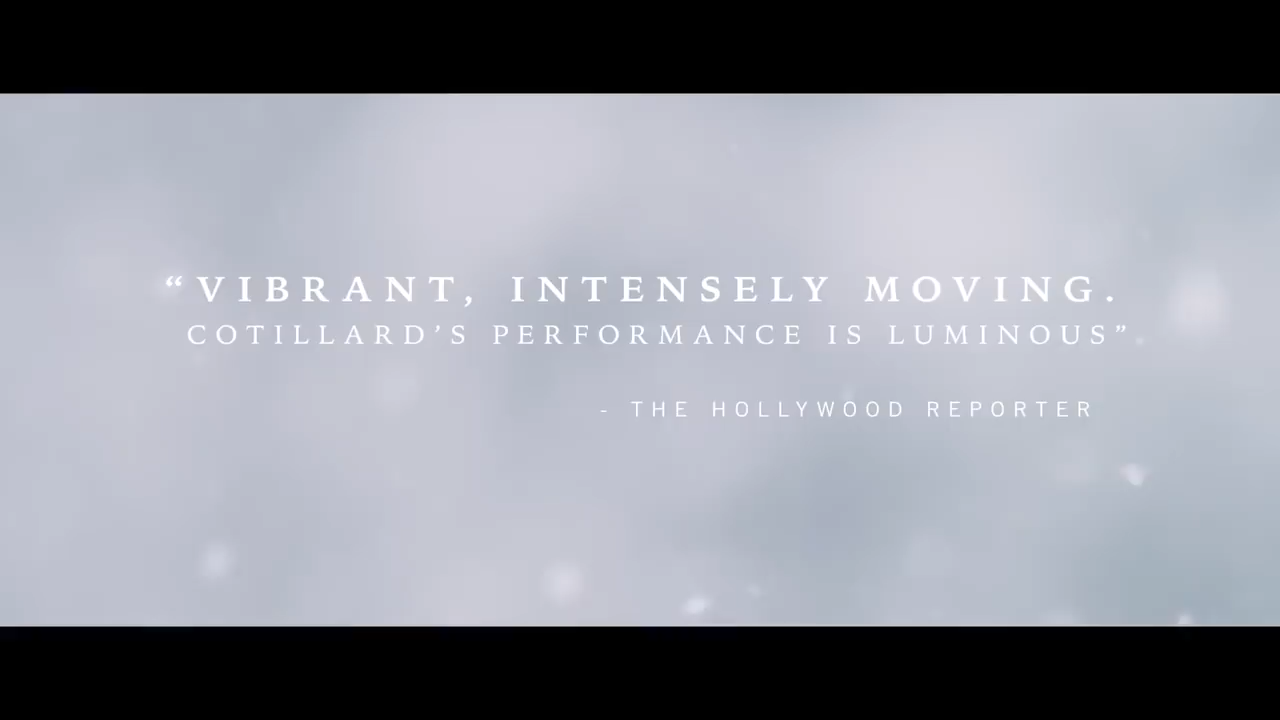 “VIBRANT, INTENSELY MOVING.
COTILLARD’S PERFORMANCE IS LUMINOUS”
- THE HOLLYWOOD REPORTER